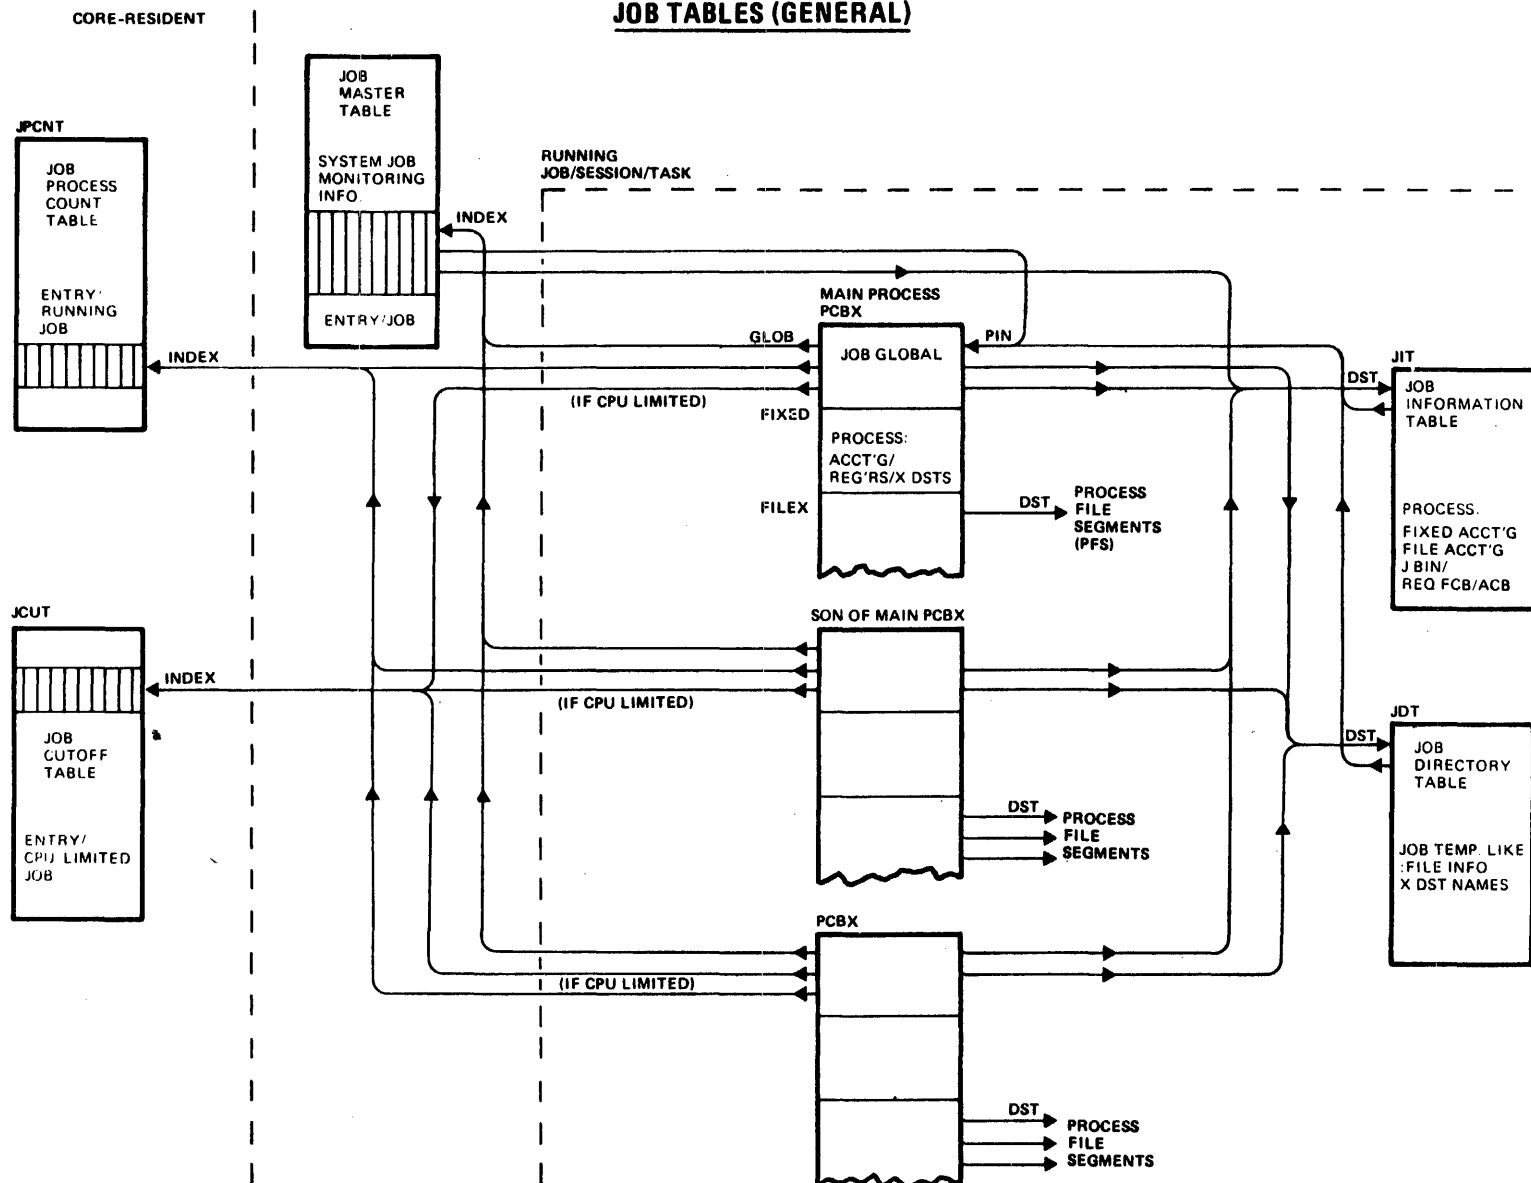 CORE-RESIDENT
JOB TABLES (GENERAL)
JOB
MASTER
TABLE
SYSTEM JOB
MONITORING
INFO.
ENTRY/JOB
JPCNT
JOB
PROCESS
COUNT
TABLE
ENTRY/
RUNNING
JOB
RUNNING
JOB/SESSION/TASK
INDEX
INDEX
MAIN PROCESS
PCBX
GLOB
JOB GLOBAL
PIN
(IF CPU LIMITED)
FIXED
PROCESS:
ACCT'G/
REG'RS/X DSTS
FILEX
DST
PROCESS
FILE
SEGMENTS
(PFS)
JIT
DST
JOB
INFORMATION
TABLE
PROCESS.
FIXED ACCT'G
FILE ACCT'G
J BIN/
REQ FCB/ACB
JCUT
INDEX
JOB
CUTOFF
TABLE
ENTRY/
CPU LIMITED
JOB
SON OF MAIN PCBX
(IF CPU LIMITED)
DST
PROCESS
FILE
SEGMENTS
JDT
DST
JOB
DIRECTORY
TABLE
JOB TEMP. LIKE
:FILE INFO
X DST NAMES
PCBX
(IF CPU LIMITED)
DST
PROCESS
FILE
SEGMENTS